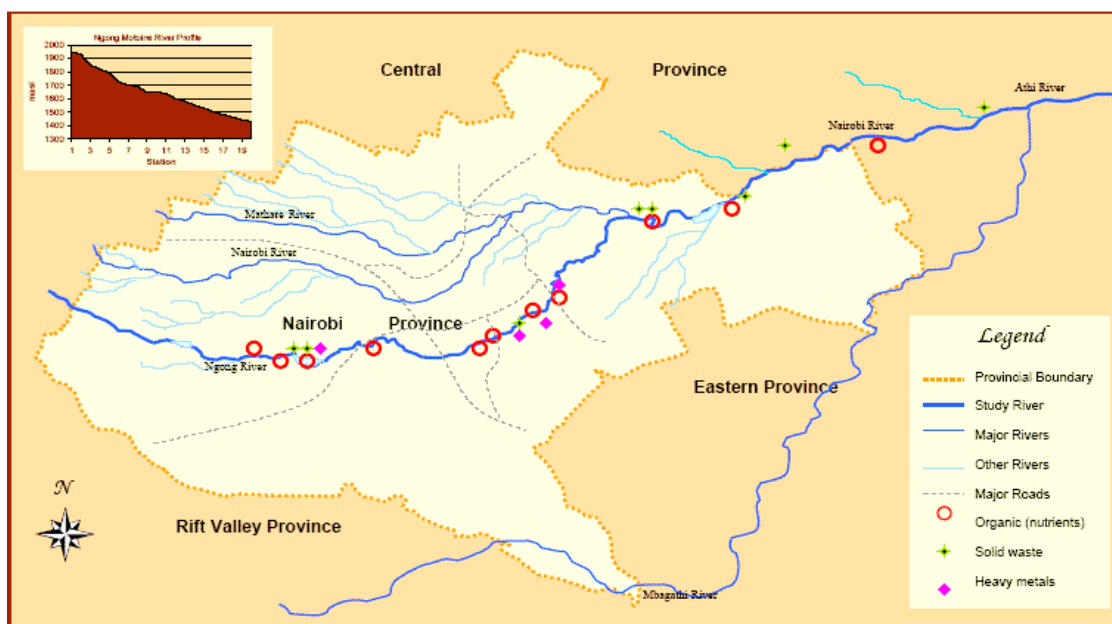 Ngong Motoine River Profile
2000
1900
1800
1700
1600
1500
1400
1300
masl
1 3 5 7 9 11 13 15 17 19
Station
Central
Province
Athi River
Nairobi River
Mathare River
Nairobi River
Nairobi
Province
Ngong River
Eastern Province
Rift Valley Province
Mbagathi River
N
Legend
Provincial Boundary
Study River
Major Rivers
Other Rivers
Major Roads
Organic (nutrients)
Solid waste
Heavy metals